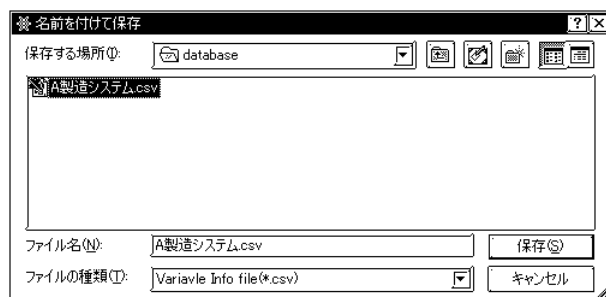 名前を付けて保存
保存する場所(I): database
A製造システム.csv
ファイル名(N): A製造システム.csv 保存(S)
ファイルの種類(T): Variavle Info file(*.csv) キャンセル